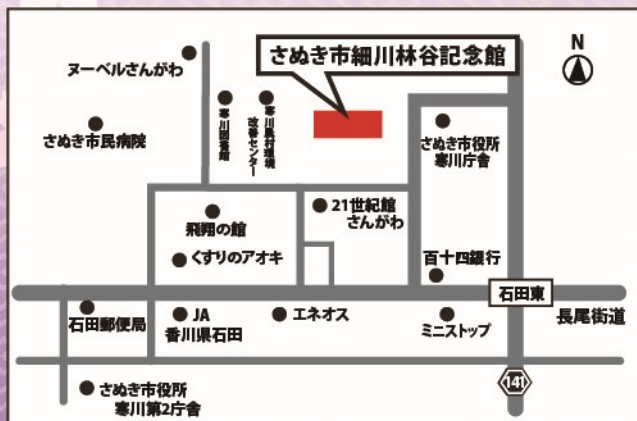 さぬき市細川林谷記念館
N
ヌーベルさんがわ
さぬき市民病院
寒川図書館
寒川農村環境
改善センター
さぬき市役所
寒川庁舎
21世紀館
さんがわ
飛翔の館
くすりのアオキ
百十四銀行
石田東
長尾街道
石田郵便局
JA
香川県石田
エネオス
ミニストップ
141
さぬき市役所
寒川第2庁舎